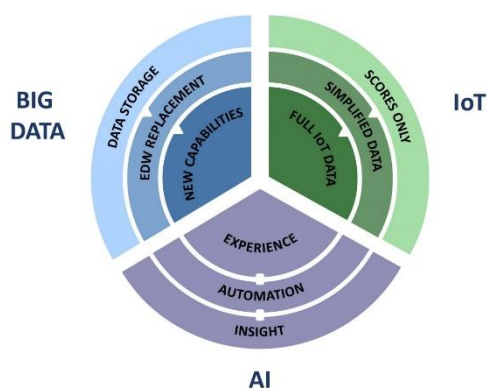 BIG
DATA
DATA STORAGE
EDW REPLACEMENT
NEW CAPABILITIES
IoT
SCORES ONLY
SIMPLIFIED DATA
FULL IoT DATA
EXPERIENCE
AUTOMATION
INSIGHT
AI